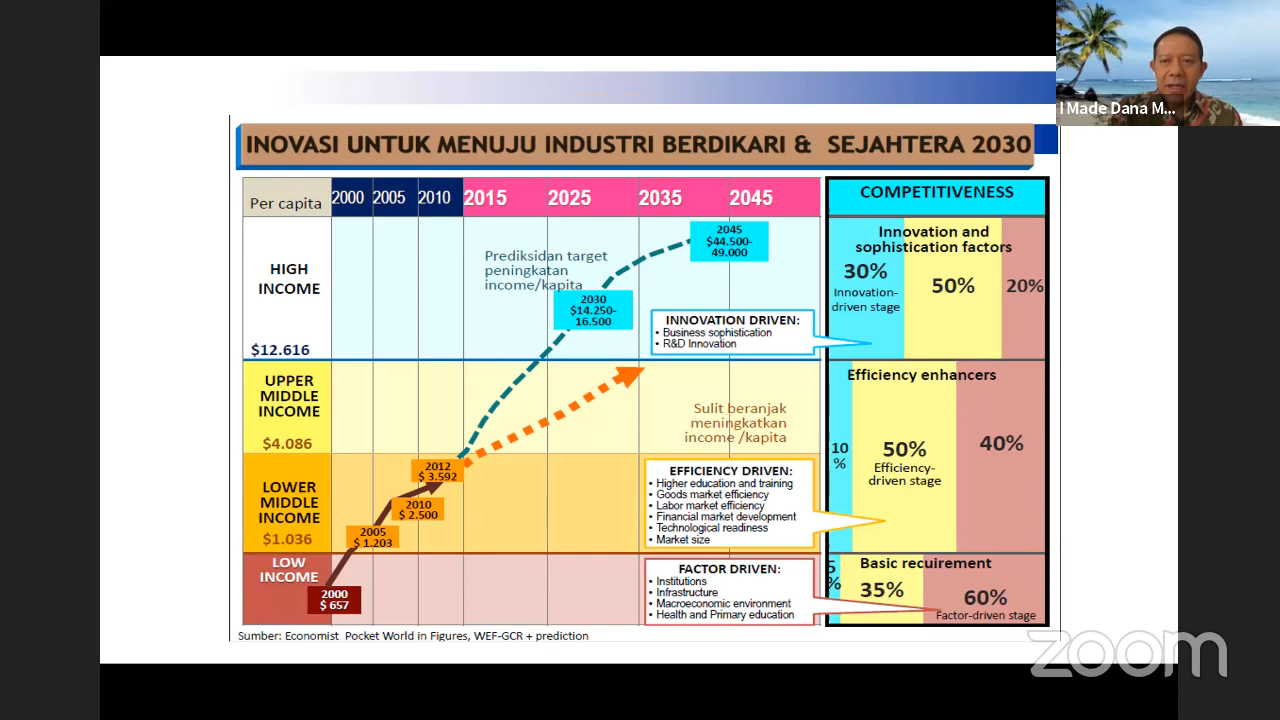 I Made Dana M...
INOVASI UNTUK MENUJU INDUSTRI BERDIKARI & SEJAHTERA 2030
Per capita
2000
2005
2010
2015
2025
2035
2045
COMPETITIVENESS
HIGH
INCOME
$12.616
UPPER
MIDDLE
INCOME
$4.086
LOWER
MIDDLE
INCOME
$1.036
LOW
INCOME
2000
$ 657
2005
$ 1.203
2010
$ 2.500
2012
$ 3.592
Prediksidan target
peningkatan
income/kapita
2030
$14.250-
16.500
2045
$44.500-
49.000
Sulit beranjak
meningkatkan
income /kapita
INNOVATION DRIVEN:
• Business sophistication
• R&D Innovation
EFFICIENCY DRIVEN:
• Higher education and training
• Goods market efficiency
• Labor market efficiency
• Financial market development
• Technological readiness
• Market size
FACTOR DRIVEN:
• Institutions
• Infrastructure
• Macroeconomic environment
• Health and Primary education
Innovation and
sophistication factors
30%
Innovation-
driven stage
50%
20%
Efficiency enhancers
10
%
50%
Efficiency-
driven stage
40%
Basic recuirement
5
%
35%
60%
Factor-driven stage
Sumber: Economist Pocket World in Figures, WEF-GCR + prediction
zoom